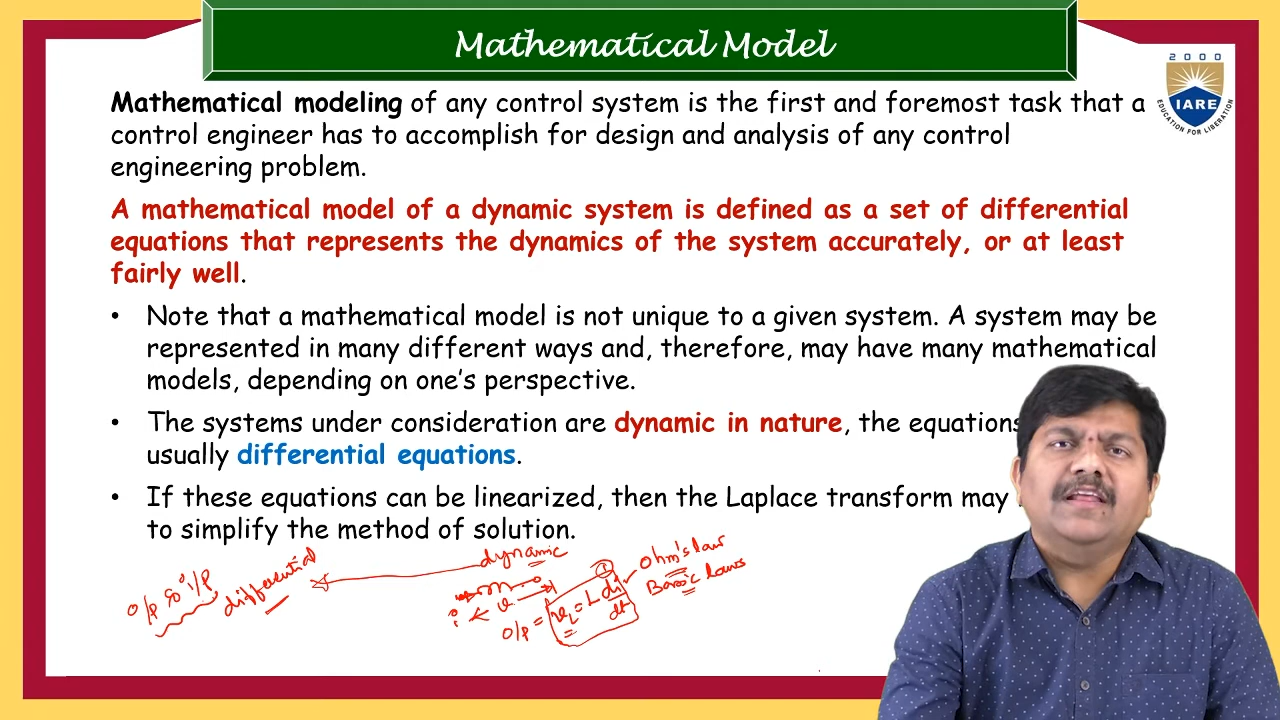 Mathematical Model
2000
IARE
EDUCATION FOR LIBERATION
Mathematical modeling of any control system is the first and foremost task that a
control engineer has to accomplish for design and analysis of any control
engineering problem.
A mathematical model of a dynamic system is defined as a set of differential
equations that represents the dynamics of the system accurately, or at least
fairly well.
• Note that a mathematical model is not unique to a given system. A system may be
represented in many different ways and, therefore, may have many mathematical
models, depending on one's perspective.
• The systems under consideration are dynamic in nature, the equations
usually differential equations.
• If these equations can be linearized, then the Laplace transform may
to simplify the method of solution.
o/p i/p
differential
dynamic
i v
o/p = v_L = L di/dt
1
Ohm's law
Basic laws